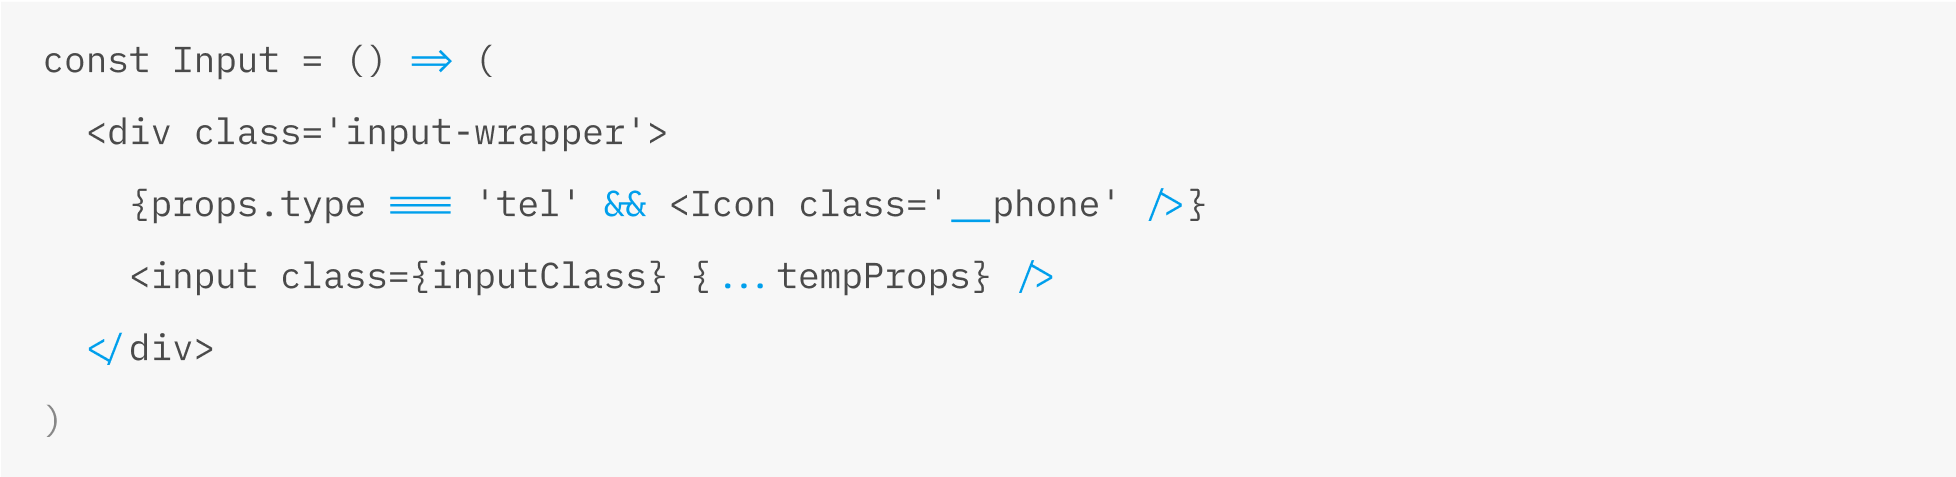 const Input = () => (
  <div class='input-wrapper'>
    {props.type === 'tel' && <Icon class='__phone' />}
    <input class={inputClass} {...tempProps} />
  </div>
)